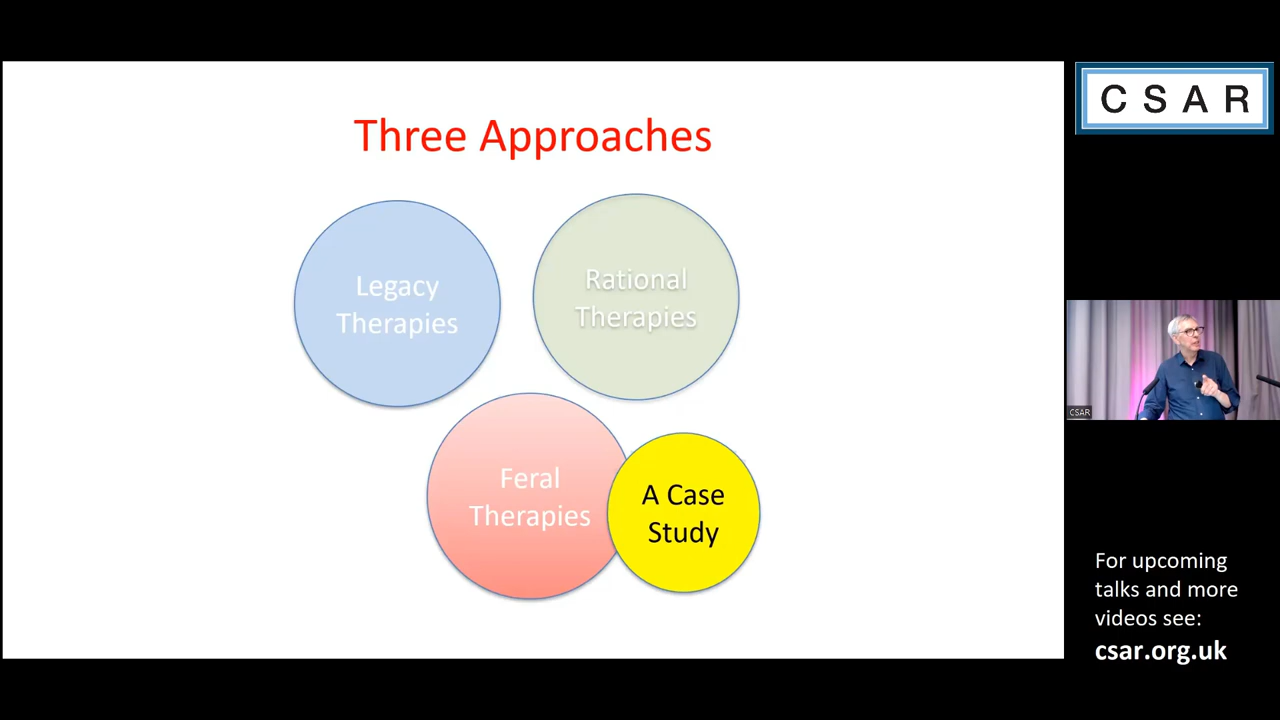 Three Approaches
Legacy
Therapies
Rational
Therapies
Feral
Therapies
A Case
Study
CSAR
CSAR
For upcoming
talks and more
videos see:
csar.org.uk